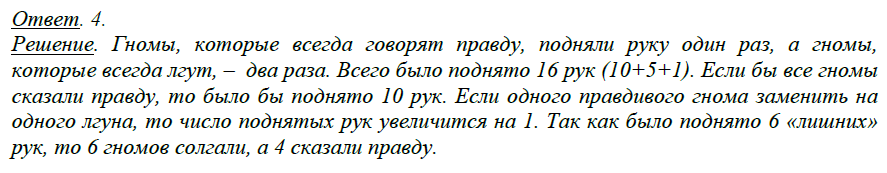 Ответ. 4.
Решение. Гномы, которые всегда говорят правду, подняли руку один раз, а гномы,
которые всегда лгут, – два раза. Всего было поднято 16 рук (10+5+1). Если бы все гномы
сказали правду, то было бы поднято 10 рук. Если одного правдивого гнома заменить на
одного лгуна, то число поднятых рук увеличится на 1. Так как было поднято 6 «лишних»
рук, то 6 гномов солгали, а 4 сказали правду.